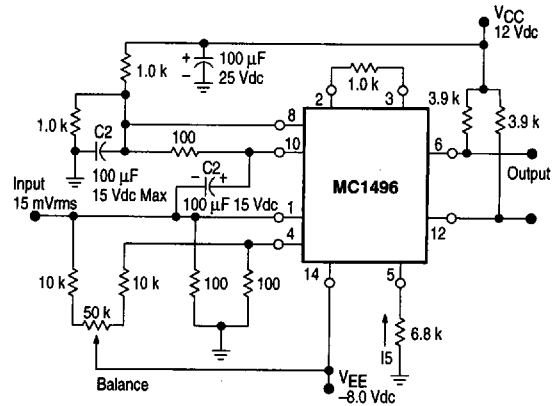 VCC
12 Vdc
+
–
100 µF
25 Vdc
1.0 k
2
1.0 k
3
3.9 k
3.9 k
1.0 k
8
C2
100
10
6
100 µF
15 Vdc Max
– C2 +
MC1496
Output
Input
15 mVrms
100 µF 15 Vdc
1
12
4
14
5
10 k
10 k
100
100
50 k
I5
6.8 k
Balance
VEE
–8.0 Vdc